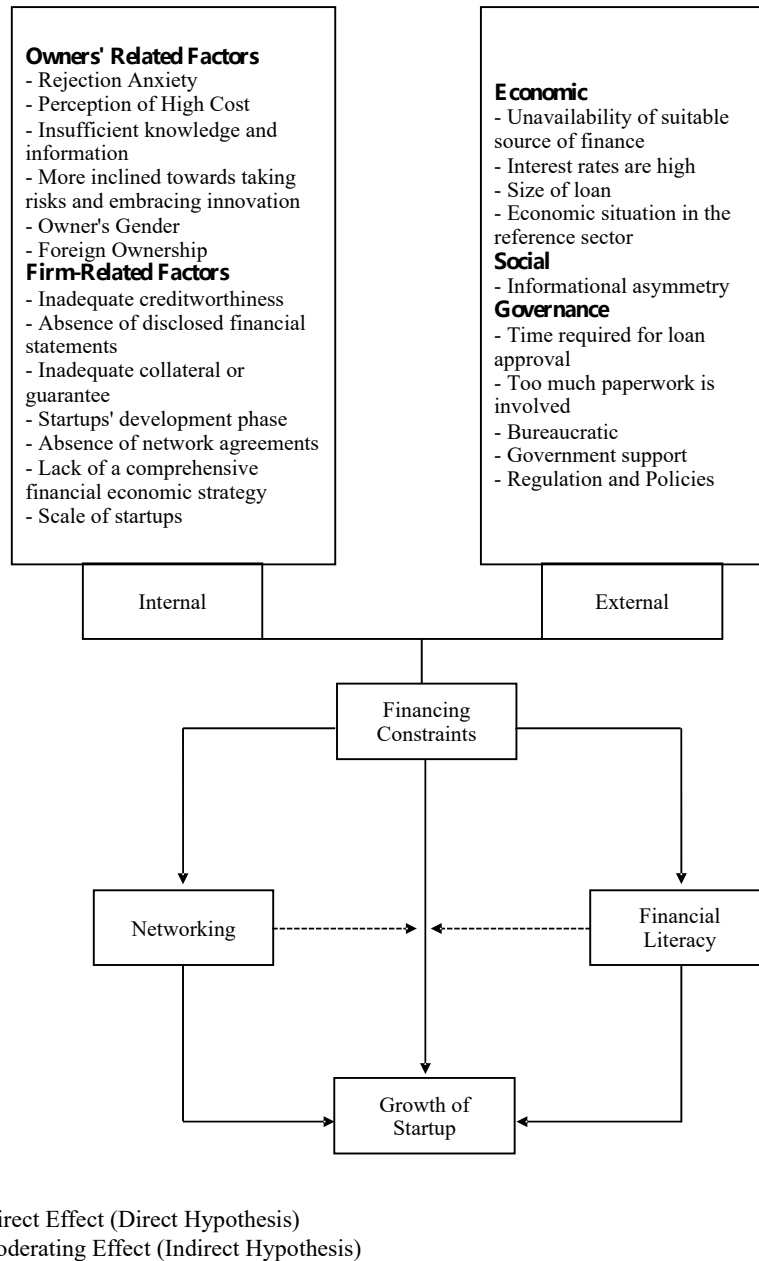 Owners' Related Factors
- Rejection Anxiety
- Perception of High Cost
- Insufficient knowledge and
information
- More inclined towards taking
risks and embracing innovation
- Owner's Gender
- Foreign Ownership
Firm-Related Factors
- Inadequate creditworthiness
- Absence of disclosed financial
statements
- Inadequate collateral or
guarantee
- Startups' development phase
- Absence of network agreements
- Lack of a comprehensive
financial economic strategy
- Scale of startups
Economic
- Unavailability of suitable
source of finance
- Interest rates are high
- Size of loan
- Economic situation in the
reference sector
Social
- Informational asymmetry
Governance
- Time required for loan
approval
- Too much paperwork is
involved
- Bureaucratic
- Government support
- Regulation and Policies
Internal
External
Financing
Constraints
Networking
Financial
Literacy
Growth of
Startup
irect Effect (Direct Hypothesis)
oderating Effect (Indirect Hypothesis)